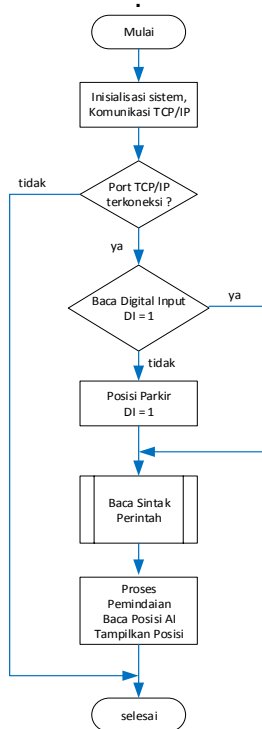 Mulai
Inisialisasi sistem,
Komunikasi TCP/IP
Port TCP/IP
terkoneksi ?
tidak
ya
Baca Digital Input
DI = 1
ya
tidak
Posisi Parkir
DI = 1
Baca Sintak
Perintah
Proses
Pemindaian
Baca Posisi AI
Tampilkan Posisi
selesai